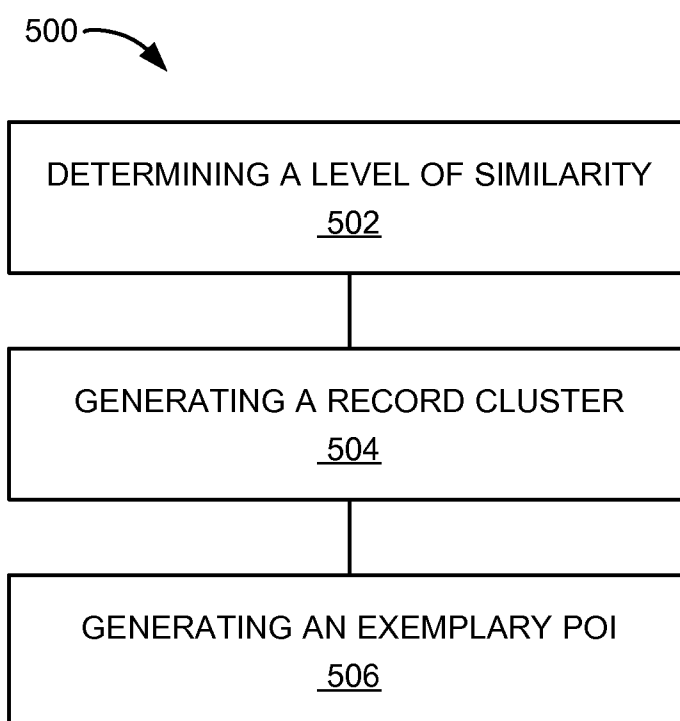 500
DETERMINING A LEVEL OF SIMILARITY
502
GENERATING A RECORD CLUSTER
504
GENERATING AN EXEMPLARY POI
506